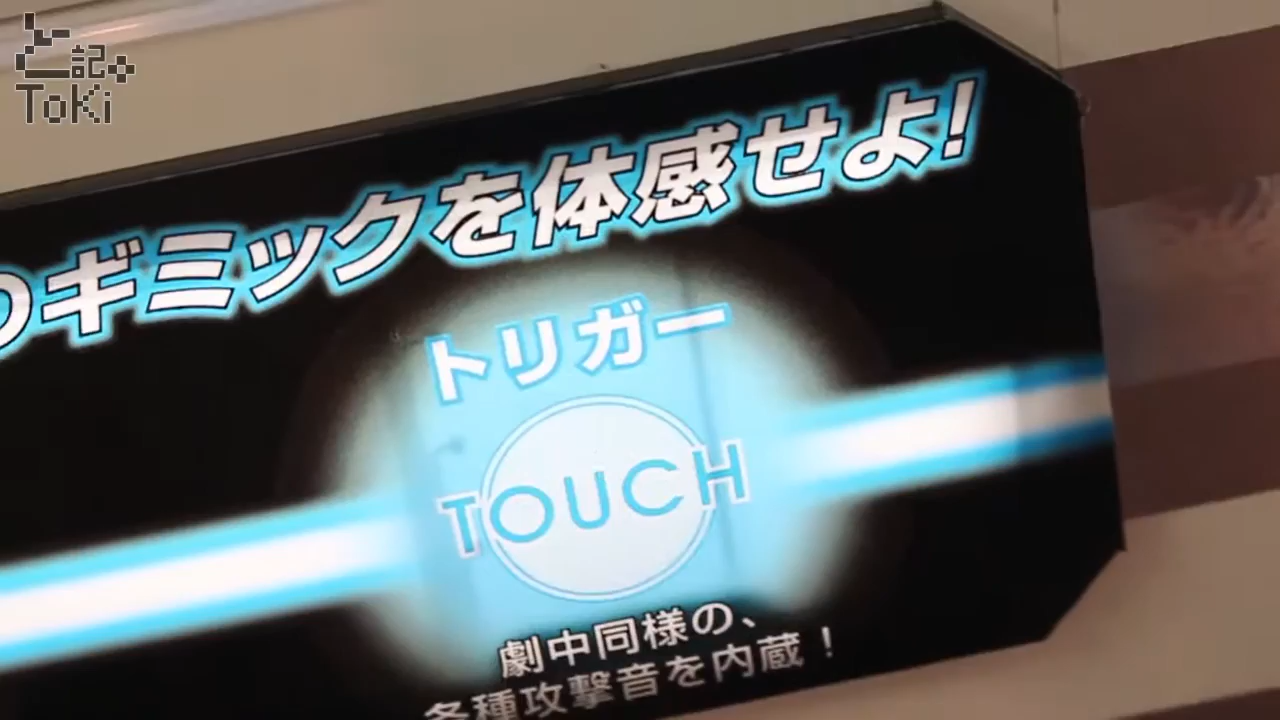 と記
ToKi
のギミックを体感せよ!
トリガー
TOUCH
劇中同様の、
各種攻撃音を内蔵！